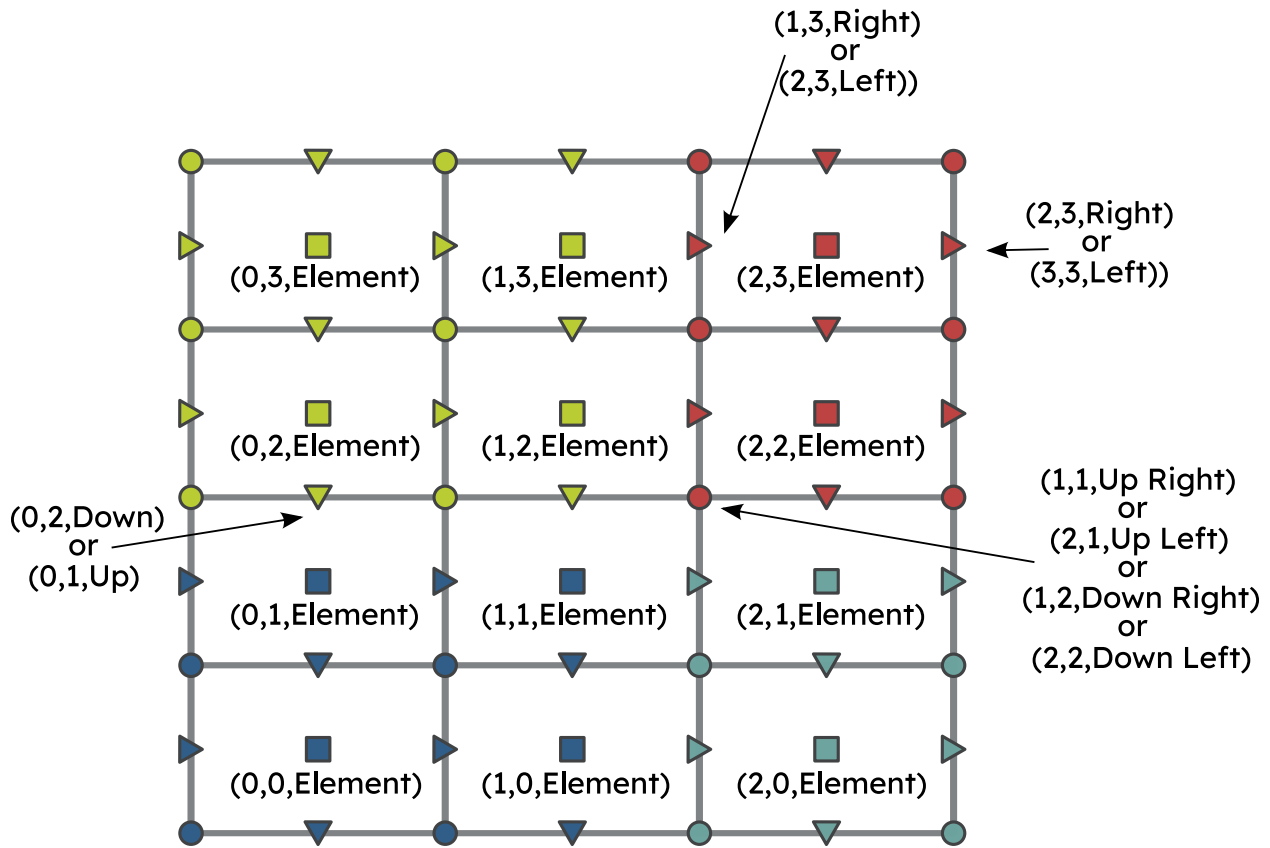 (1,3,Right)
or
(2,3,Left))
(2,3,Right)
or
(3,3,Left))
(0,3,Element)
(1,3,Element)
(2,3,Element)
(0,2,Element)
(1,2,Element)
(2,2,Element)
(0,2,Down)
or
(0,1,Up)
(1,1,Up Right)
or
(2,1,Up Left)
or
(1,2,Down Right)
or
(2,2,Down Left)
(0,1,Element)
(1,1,Element)
(2,1,Element)
(0,0,Element)
(1,0,Element)
(2,0,Element)